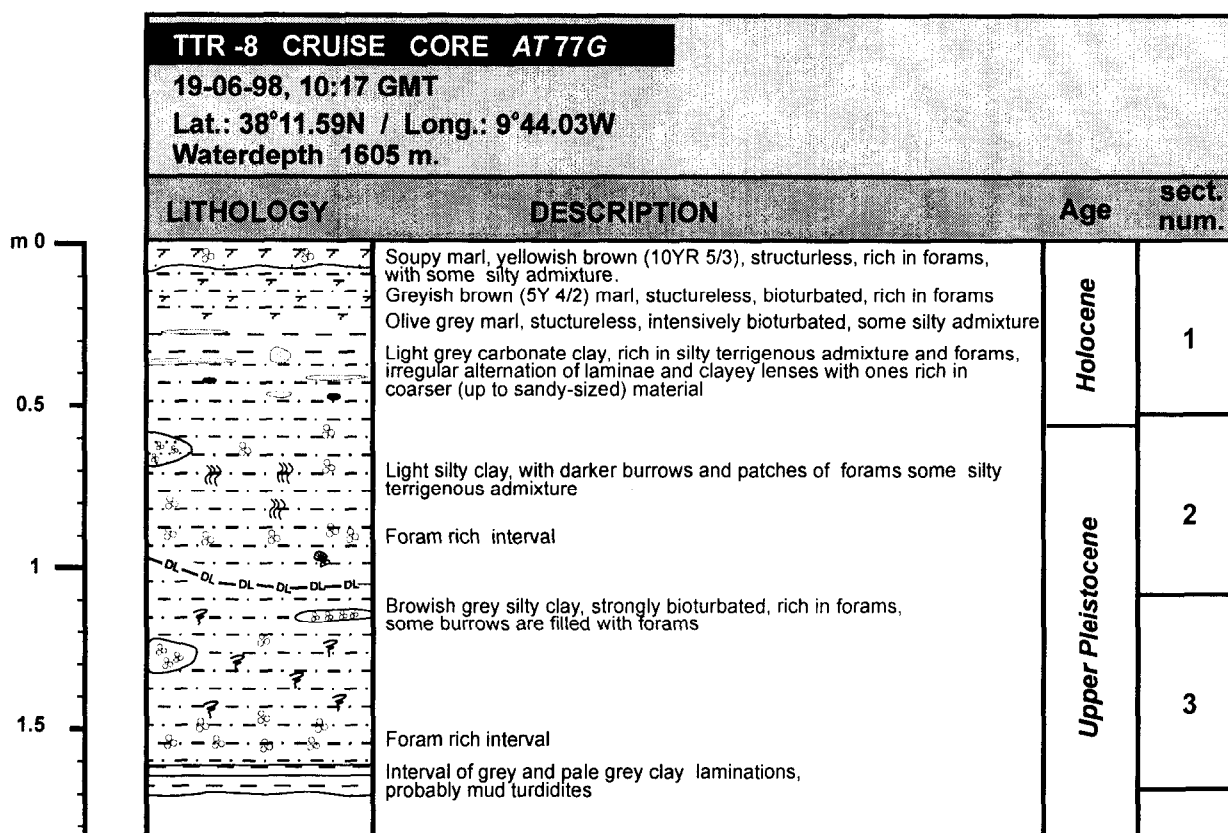 TTR -8 CRUISE CORE AT 77G
19-06-98, 10:17 GMT
Lat.: 38°11.59N / Long.: 9°44.03W
Waterdepth 1605 m.
LITHOLOGY DESCRIPTION Age sect. num.
m 0
Soupy marl, yellowish brown (10YR 5/3), structurless, rich in forams,
with some silty admixture.
Greyish brown (5Y 4/2) marl, stuctureless, bioturbated, rich in forams
Olive grey marl, stuctureless, intensively bioturbated, some silty admixture
Light grey carbonate clay, rich in silty terrigenous admixture and forams,
irregular alternation of laminae and clayey lenses with ones rich in
coarser (up to sandy-sized) material
Holocene
1
0.5
Light silty clay, with darker burrows and patches of forams some silty
terrigenous admixture
2
Foram rich interval
1
DL DL DL DL DL DL
Browish grey silty clay, strongly bioturbated, rich in forams,
some burrows are filled with forams
Upper Pleistocene
3
1.5
Foram rich interval
Interval of grey and pale grey clay laminations,
probably mud turdidites